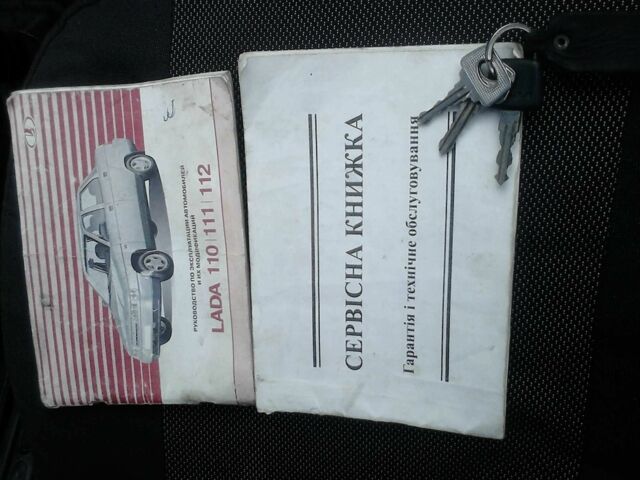 РУКОВОДСТВО ПО ЭКСПЛУАТАЦИИ АВТОМОБИЛЕЙ
И ИХ МОДИФИКАЦИЙ
LADA 110 | 111 | 112
СЕРВІСНА КНИЖКА
Гарантія і технічне обслуговування